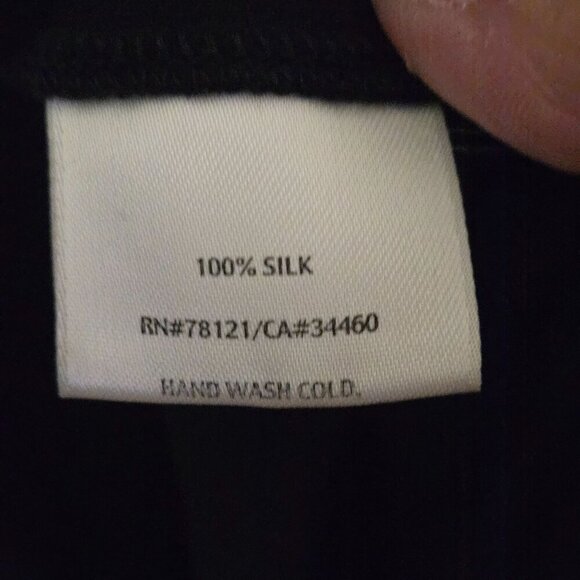 100% SILK
RN#78121/CA#34460
HAND WASH COLD.